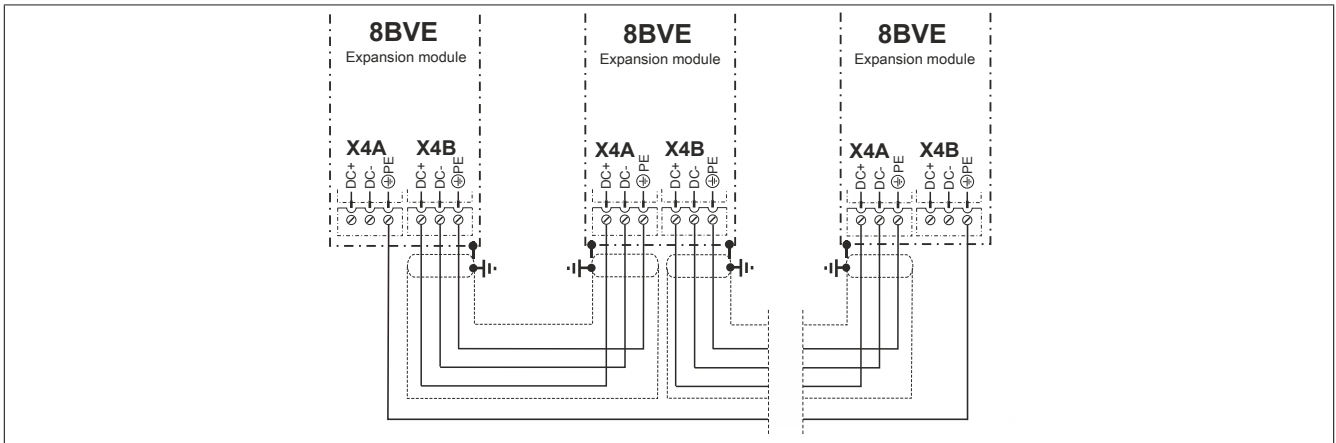 8BVE
Expansion module
X4A X4B
DC+
DC-
PE
DC+
DC-
PE
8BVE
Expansion module
X4A X4B
DC+
DC-
PE
DC+
DC-
PE
8BVE
Expansion module
X4A X4B
DC+
DC-
PE
DC+
DC-
PE